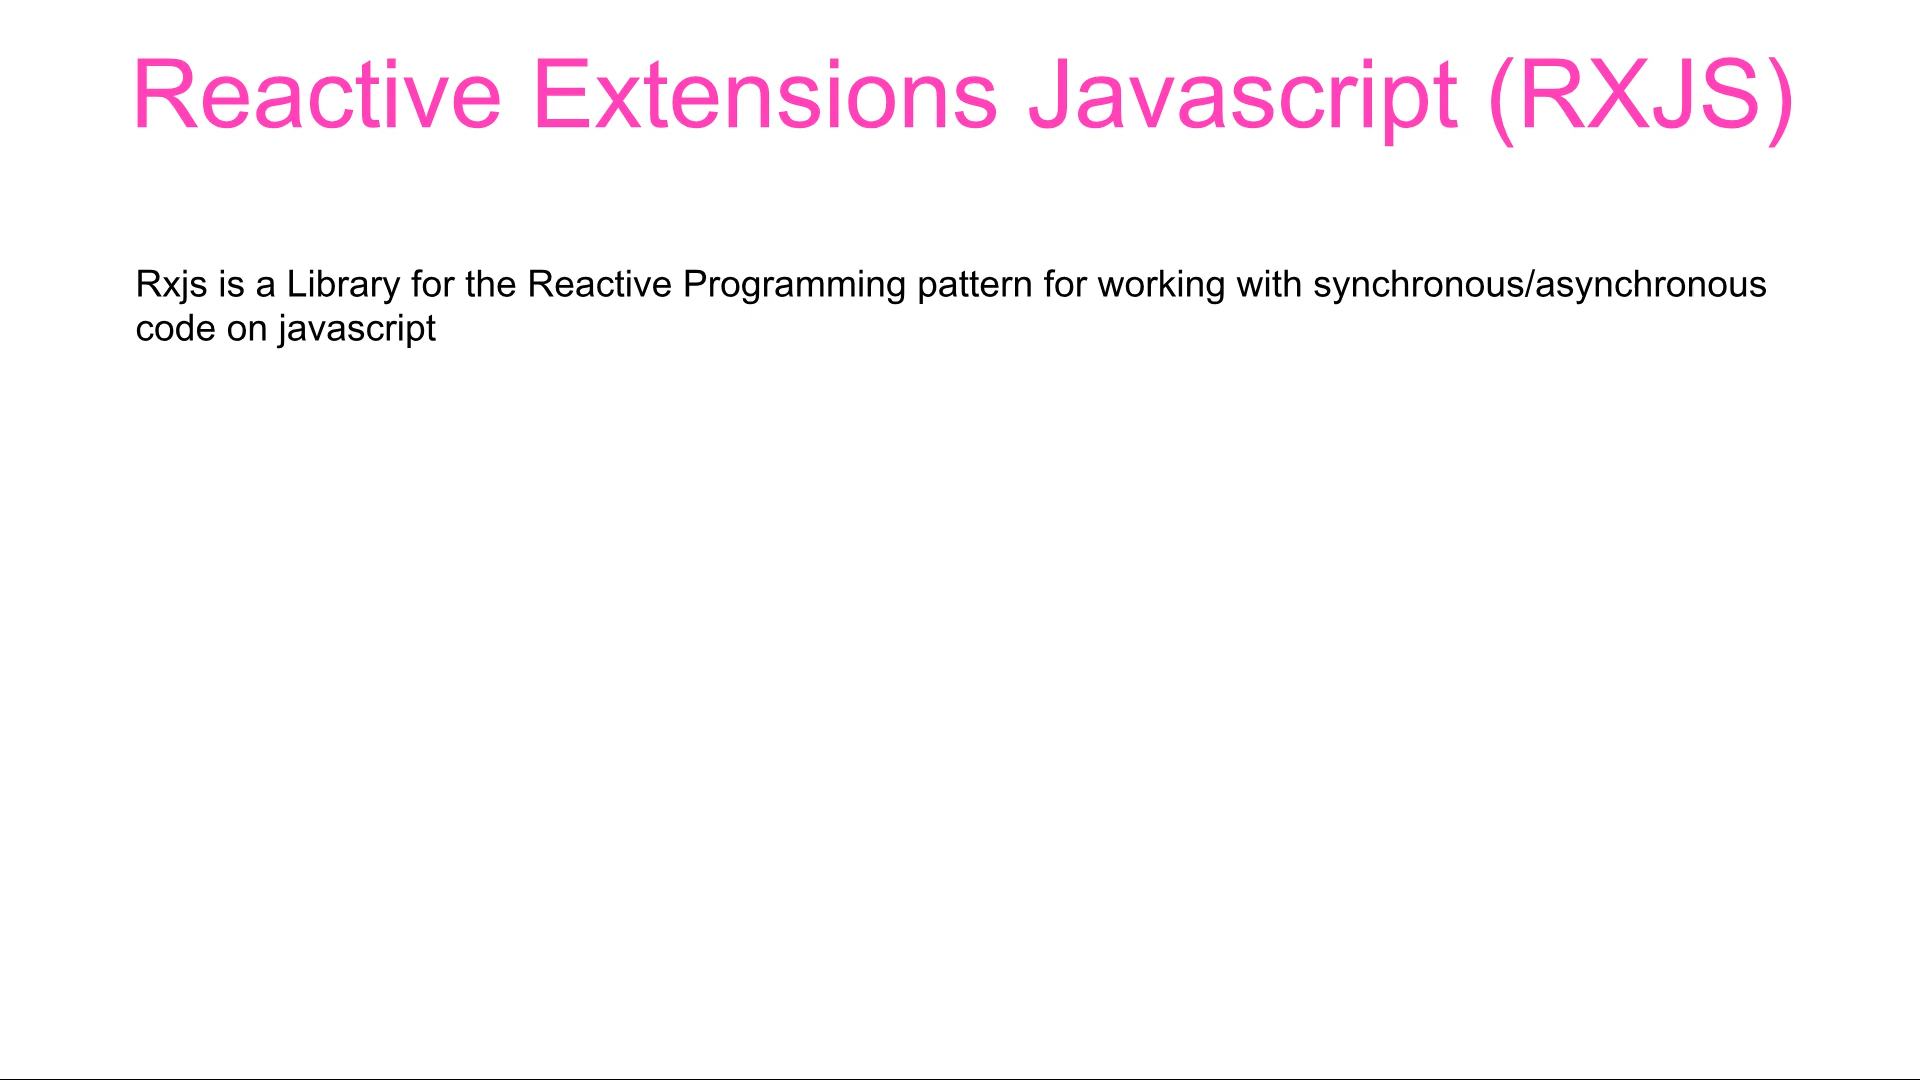 Reactive Extensions Javascript (RXJS)
Rxjs is a Library for the Reactive Programming pattern for working with synchronous/asynchronous
code on javascript